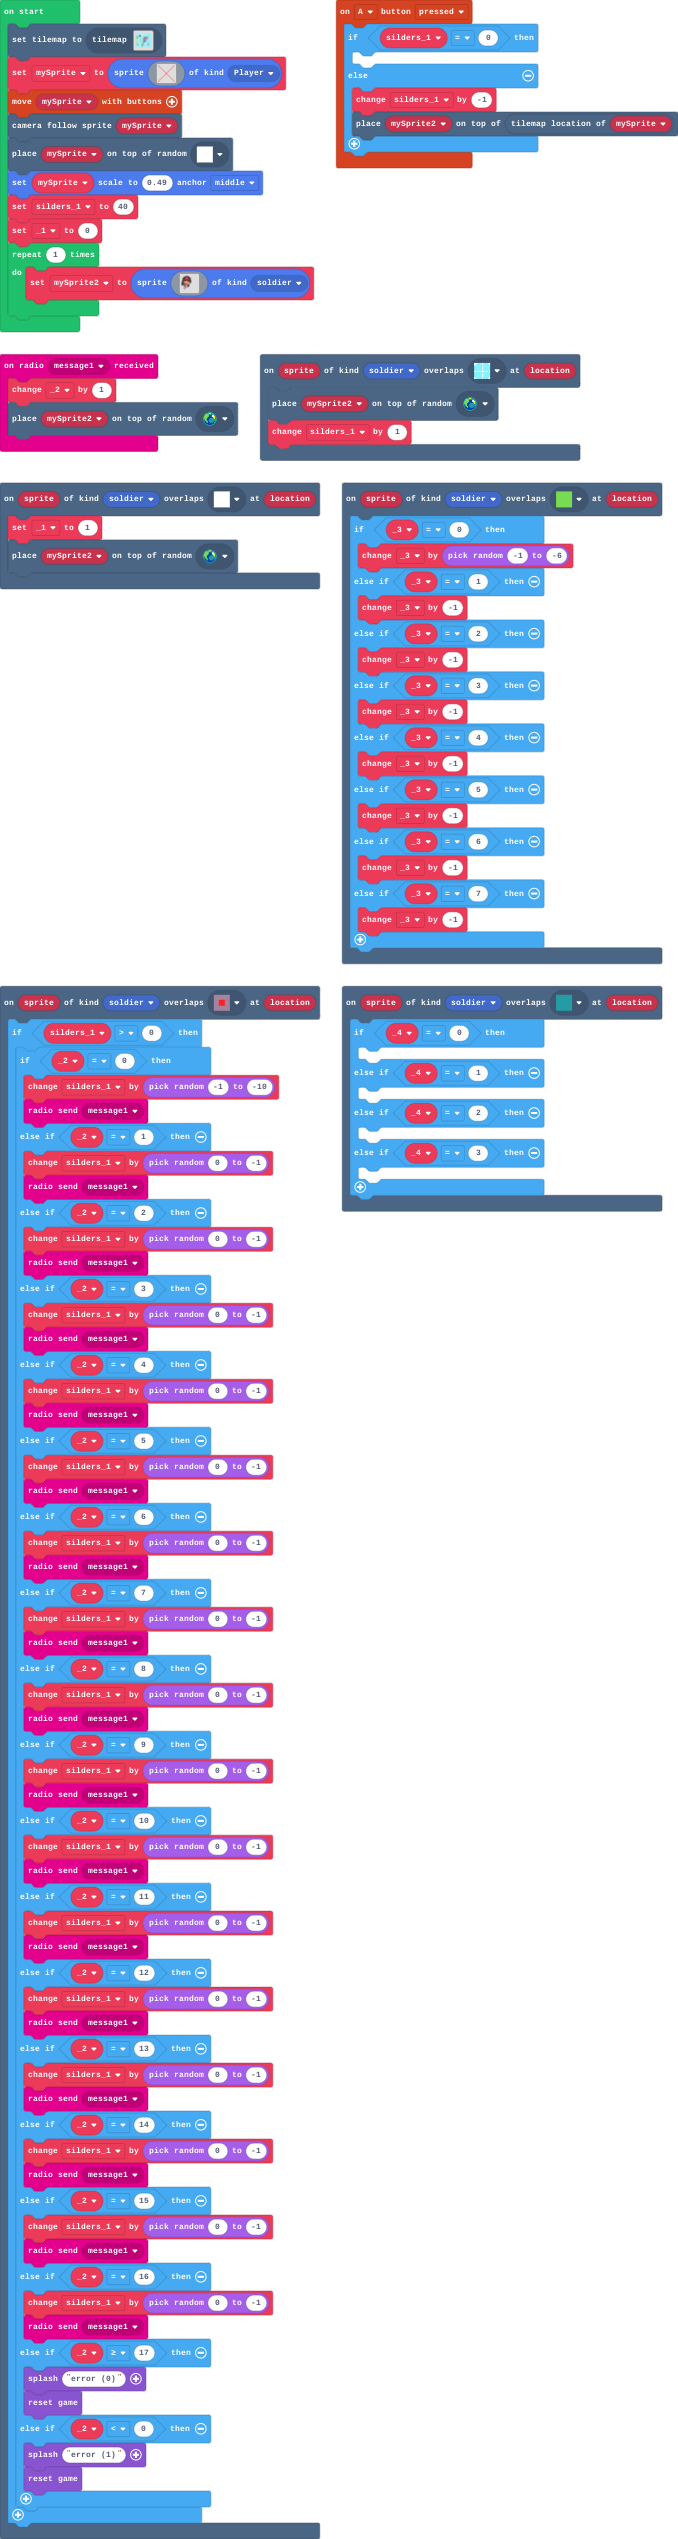 on start
set tilemap to tilemap
set mySprite to sprite of kind Player
move mySprite with buttons
camera follow sprite mySprite
place mySprite on top of random
set mySprite scale to 0.49 anchor middle
set silders_1 to 40
set _1 to 0
repeat 1 times
do
set mySprite2 to sprite of kind soldier
on A button pressed
if silders_1 = 0 then
else
change silders_1 by -1
place mySprite2 on top of tilemap location of mySprite
on radio message1 received
change _2 by 1
place mySprite2 on top of random
on sprite of kind soldier overlaps at location
place mySprite2 on top of random
change silders_1 by 1
on sprite of kind soldier overlaps at location
set _1 to 1
place mySprite2 on top of random
on sprite of kind soldier overlaps at location
if _3 = 0 then
change _3 by pick random -1 to -6
else if _3 = 1 then
change _3 by -1
else if _3 = 2 then
change _3 by -1
else if _3 = 3 then
change _3 by -1
else if _3 = 4 then
change _3 by -1
else if _3 = 5 then
change _3 by -1
else if _3 = 6 then
change _3 by -1
else if _3 = 7 then
change _3 by -1
on sprite of kind soldier overlaps at location
if silders_1 > 0 then
if _2 = 0 then
change silders_1 by pick random -1 to -10
radio send message1
else if _2 = 1 then
change silders_1 by pick random 0 to -1
radio send message1
else if _2 = 2 then
change silders_1 by pick random 0 to -1
radio send message1
else if _2 = 3 then
change silders_1 by pick random 0 to -1
radio send message1
else if _2 = 4 then
change silders_1 by pick random 0 to -1
radio send message1
else if _2 = 5 then
change silders_1 by pick random 0 to -1
radio send message1
else if _2 = 6 then
change silders_1 by pick random 0 to -1
radio send message1
else if _2 = 7 then
change silders_1 by pick random 0 to -1
radio send message1
else if _2 = 8 then
change silders_1 by pick random 0 to -1
radio send message1
else if _2 = 9 then
change silders_1 by pick random 0 to -1
radio send message1
else if _2 = 10 then
change silders_1 by pick random 0 to -1
radio send message1
else if _2 = 11 then
change silders_1 by pick random 0 to -1
radio send message1
else if _2 = 12 then
change silders_1 by pick random 0 to -1
radio send message1
else if _2 = 13 then
change silders_1 by pick random 0 to -1
radio send message1
else if _2 = 14 then
change silders_1 by pick random 0 to -1
radio send message1
else if _2 = 15 then
change silders_1 by pick random 0 to -1
radio send message1
else if _2 = 16 then
change silders_1 by pick random 0 to -1
radio send message1
else if _2 ≥ 17 then
splash "error (0)"
reset game
else if _2 < 0 then
splash "error (1)"
reset game
on sprite of kind soldier overlaps at location
if _4 = 0 then
else if _4 = 1 then
else if _4 = 2 then
else if _4 = 3 then